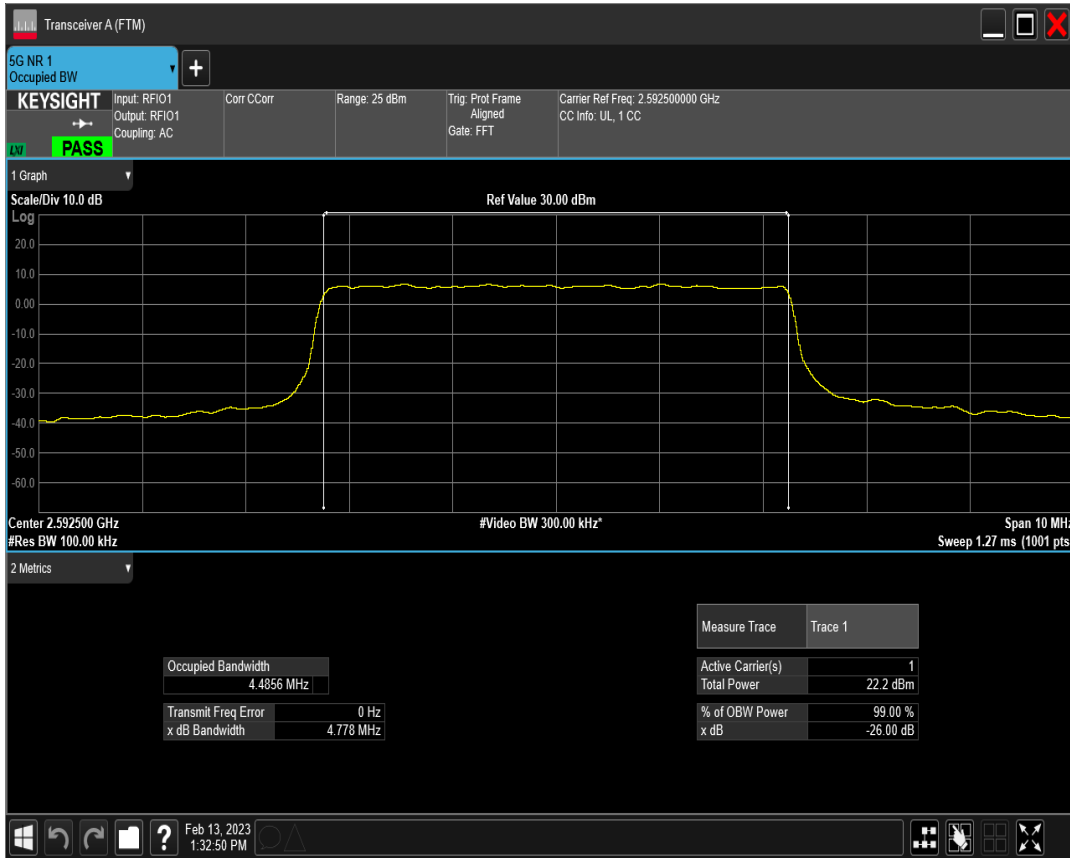 Transceiver A (FTM)
5G NR 1
Occupied BW
+
KEYSIGHT
Input: RFIO1
Output: RFIO1
Coupling: AC
LXI
PASS
Corr CCorr
Range: 25 dBm
Trig: Prot Frame
Aligned
Gate: FFT
Carrier Ref Freq: 2.592500000 GHz
CC Info: UL, 1 CC
1 Graph
Scale/Div 10.0 dB
Ref Value 30.00 dBm
Log
20.0
10.0
0.00
-10.0
-20.0
-30.0
-40.0
-50.0
-60.0
Center 2.592500 GHz
#Video BW 300.00 kHz*
Span 10 MHz
#Res BW 100.00 kHz
Sweep 1.27 ms (1001 pts
2 Metrics
Measure Trace Trace 1
Occupied Bandwidth
4.4856 MHz
Active Carrier(s) 1
Total Power 22.2 dBm
Transmit Freq Error 0 Hz
x dB Bandwidth 4.778 MHz
% of OBW Power 99.00 %
x dB -26.00 dB
?
Feb 13, 2023
1:32:50 PM